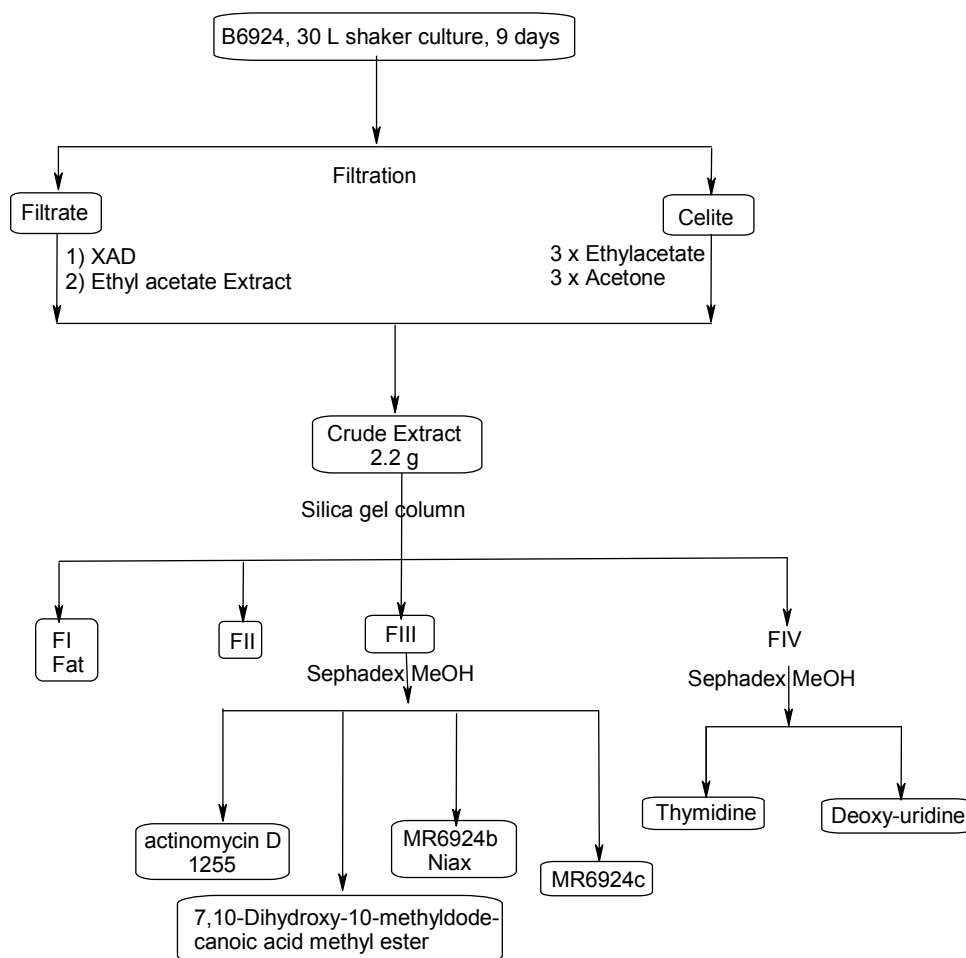 B6924, 30 L shaker culture, 9 days
Filtration
Filtrate
Celite
1) XAD
2) Ethyl acetate Extract
3 x Ethylacetate
3 x Acetone
Crude Extract
2.2 g
Silica gel column
FI
Fat
FII
FIII
FIV
Sephadex MeOH
Sephadex MeOH
actinomycin D
1255
MR6924b
Niax
MR6924c
Thymidine
Deoxy-uridine
7,10-Dihydroxy-10-methyldode-
canoic acid methyl ester